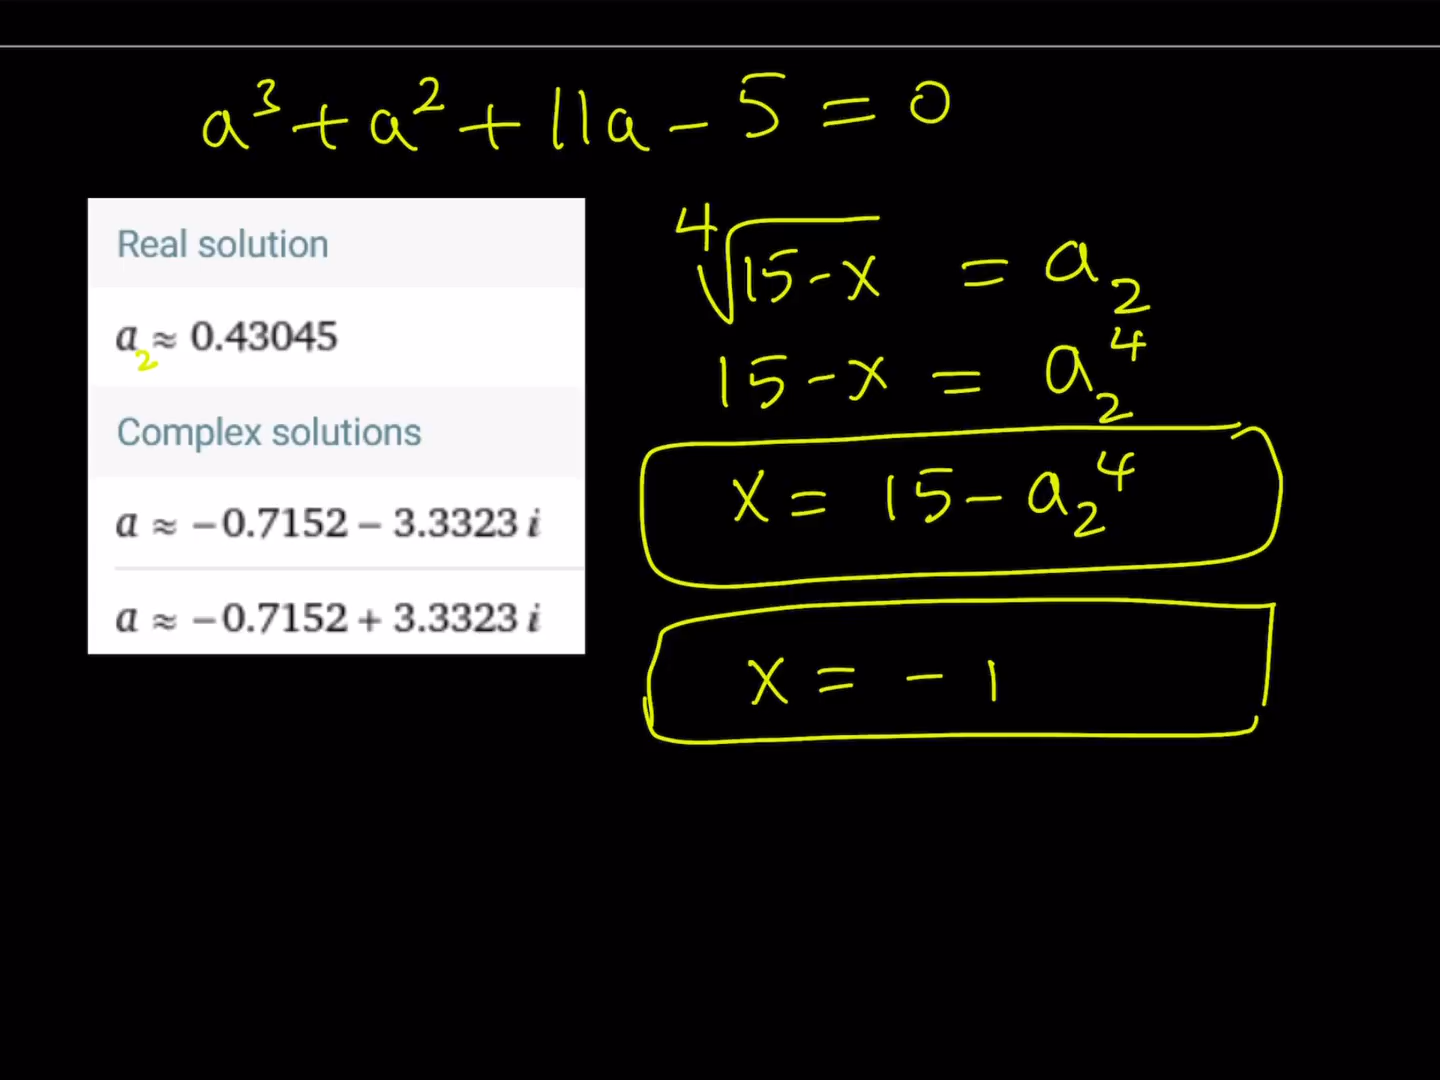 a³ + a² + 11a - 5 = 0
Real solution
a₂ ≈ 0.43045
Complex solutions
a ≈ −0.7152 − 3.3323 i
a ≈ −0.7152 + 3.3323 i
∜(15-x) = a₂
15-x = a₂⁴
x = 15 - a₂⁴
x = -1